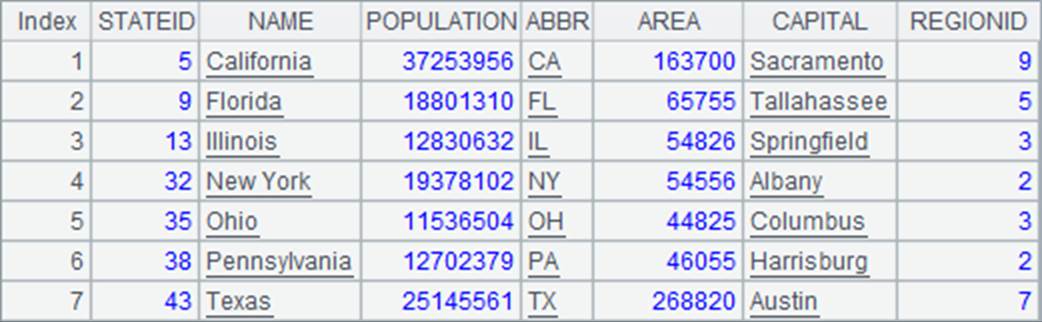 Index STATEID NAME POPULATION ABBR AREA CAPITAL REGIONID
1 5 California 37253956 CA 163700 Sacramento 9
2 9 Florida 18801310 FL 65755 Tallahassee 5
3 13 Illinois 12830632 IL 54826 Springfield 3
4 32 New York 19378102 NY 54556 Albany 2
5 35 Ohio 11536504 OH 44825 Columbus 3
6 38 Pennsylvania 12702379 PA 46055 Harrisburg 2
7 43 Texas 25145561 TX 268820 Austin 7